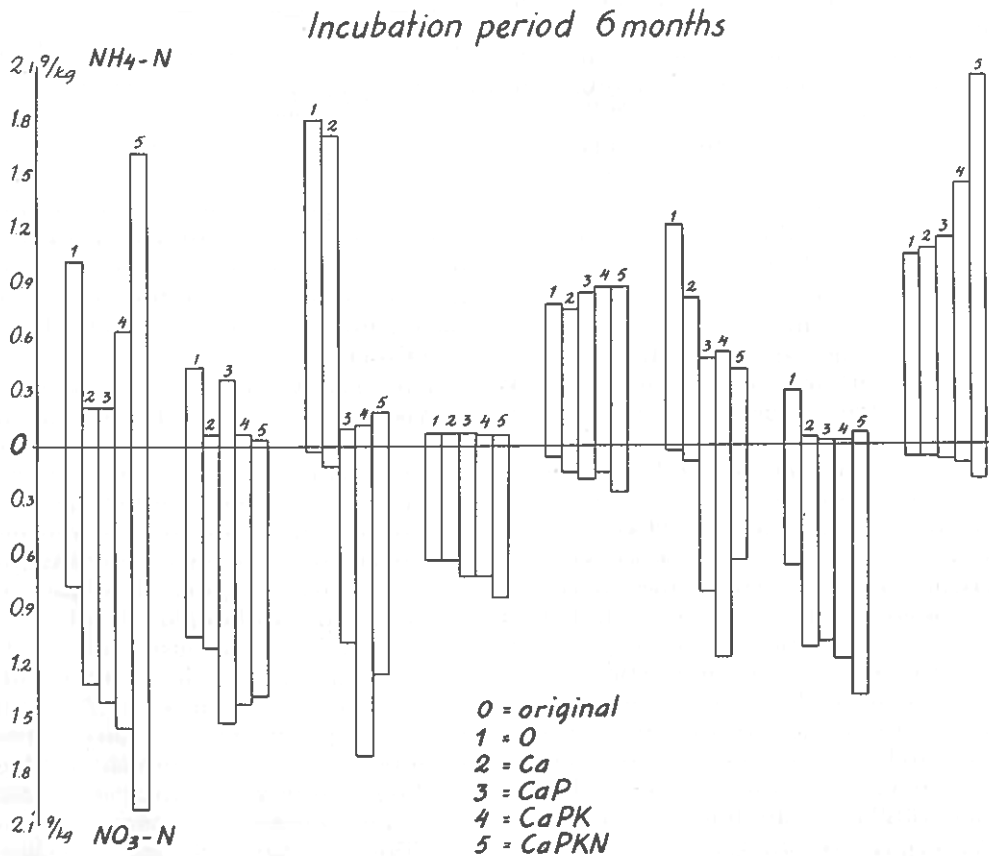 Incubation period 6 months
2.1 g/kg NH4-N
1.8
1.5
1.2
0.9
0.6
0.3
0
0.3
0.6
0.9
1.2
1.5
1.8
2.1 g/kg NO3-N
1 2 3 4 5
1 2 3 4 5
1 2 3 4 5
1 2 3 4 5
1 2 3 4 5
1 2 3 4 5
1 2 3 4 5
1 2 3 4 5
0 = original
1 = 0
2 = Ca
3 = CaP
4 = CaPK
5 = CaPKN